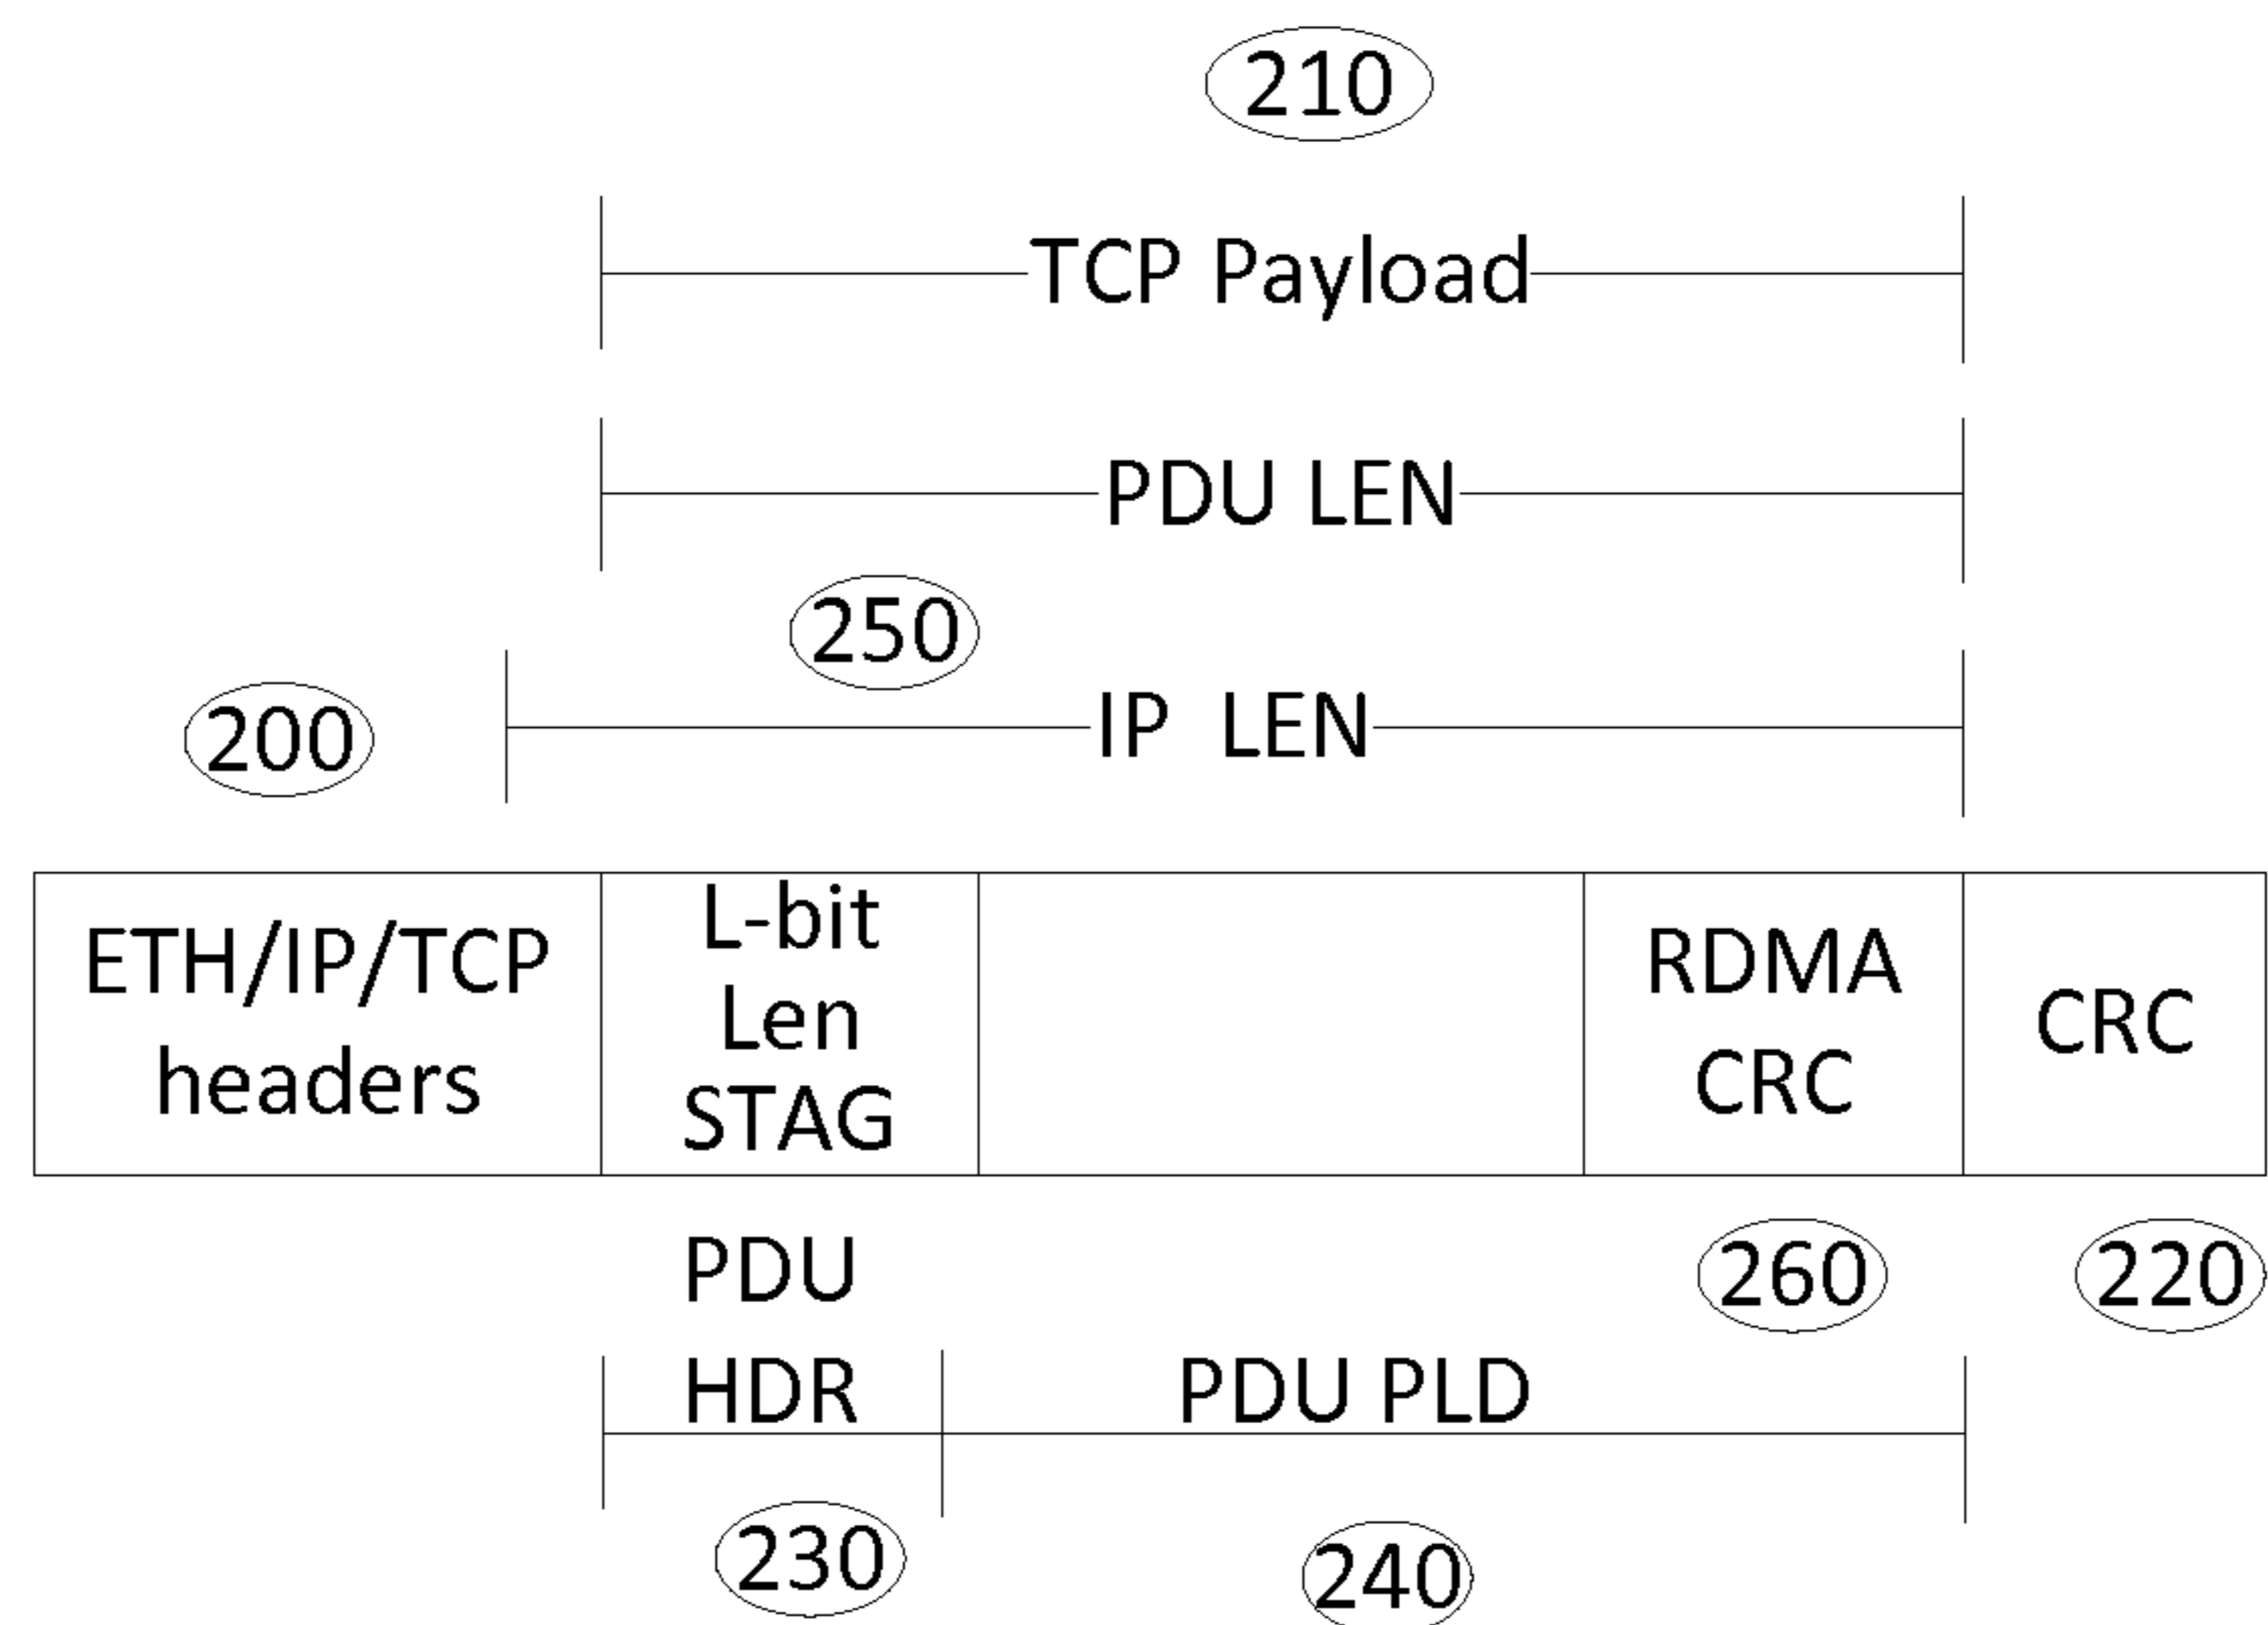 210
TCP Payload
PDU LEN
250
200
IP LEN
ETH/IP/TCP
headers
L-bit
Len
STAG
RDMA
CRC
CRC
PDU
HDR
260
220
PDU PLD
230
240